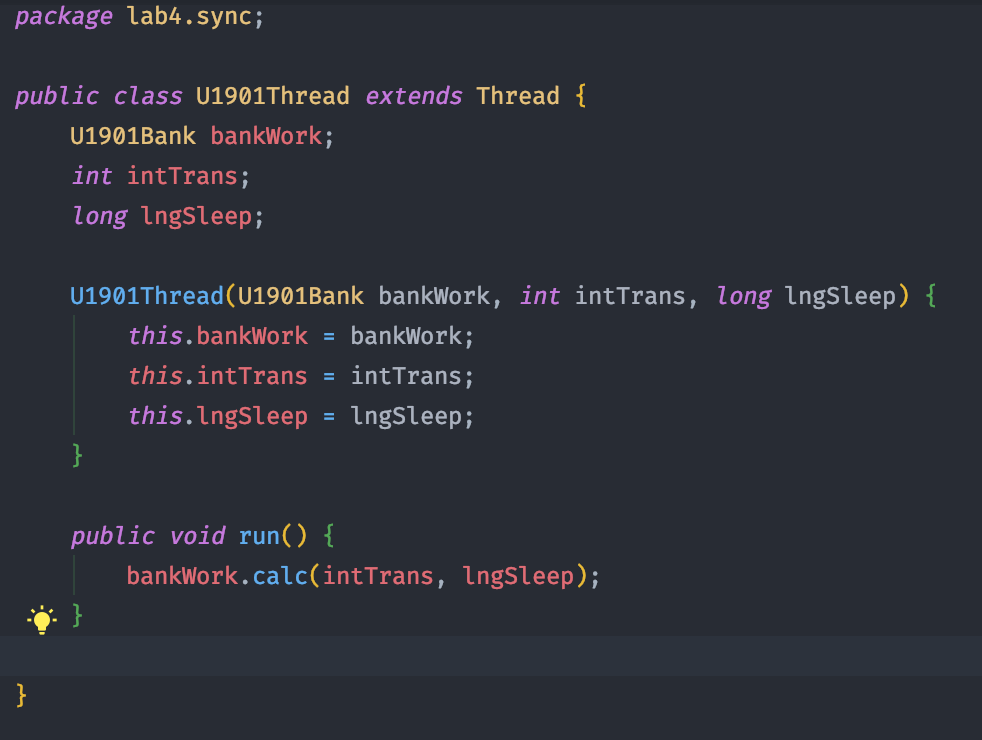 package lab4.sync;
public class U1901Thread extends Thread {
U1901Bank bankWork;
int intTrans;
long lngSleep;
U1901Thread(U1901Bank bankWork, int intTrans, long lngSleep) {
this.bankWork = bankWork;
this.intTrans = intTrans;
this.lngSleep = lngSleep;
}
public void run() {
bankWork.calc(intTrans, lngSleep);
}
}